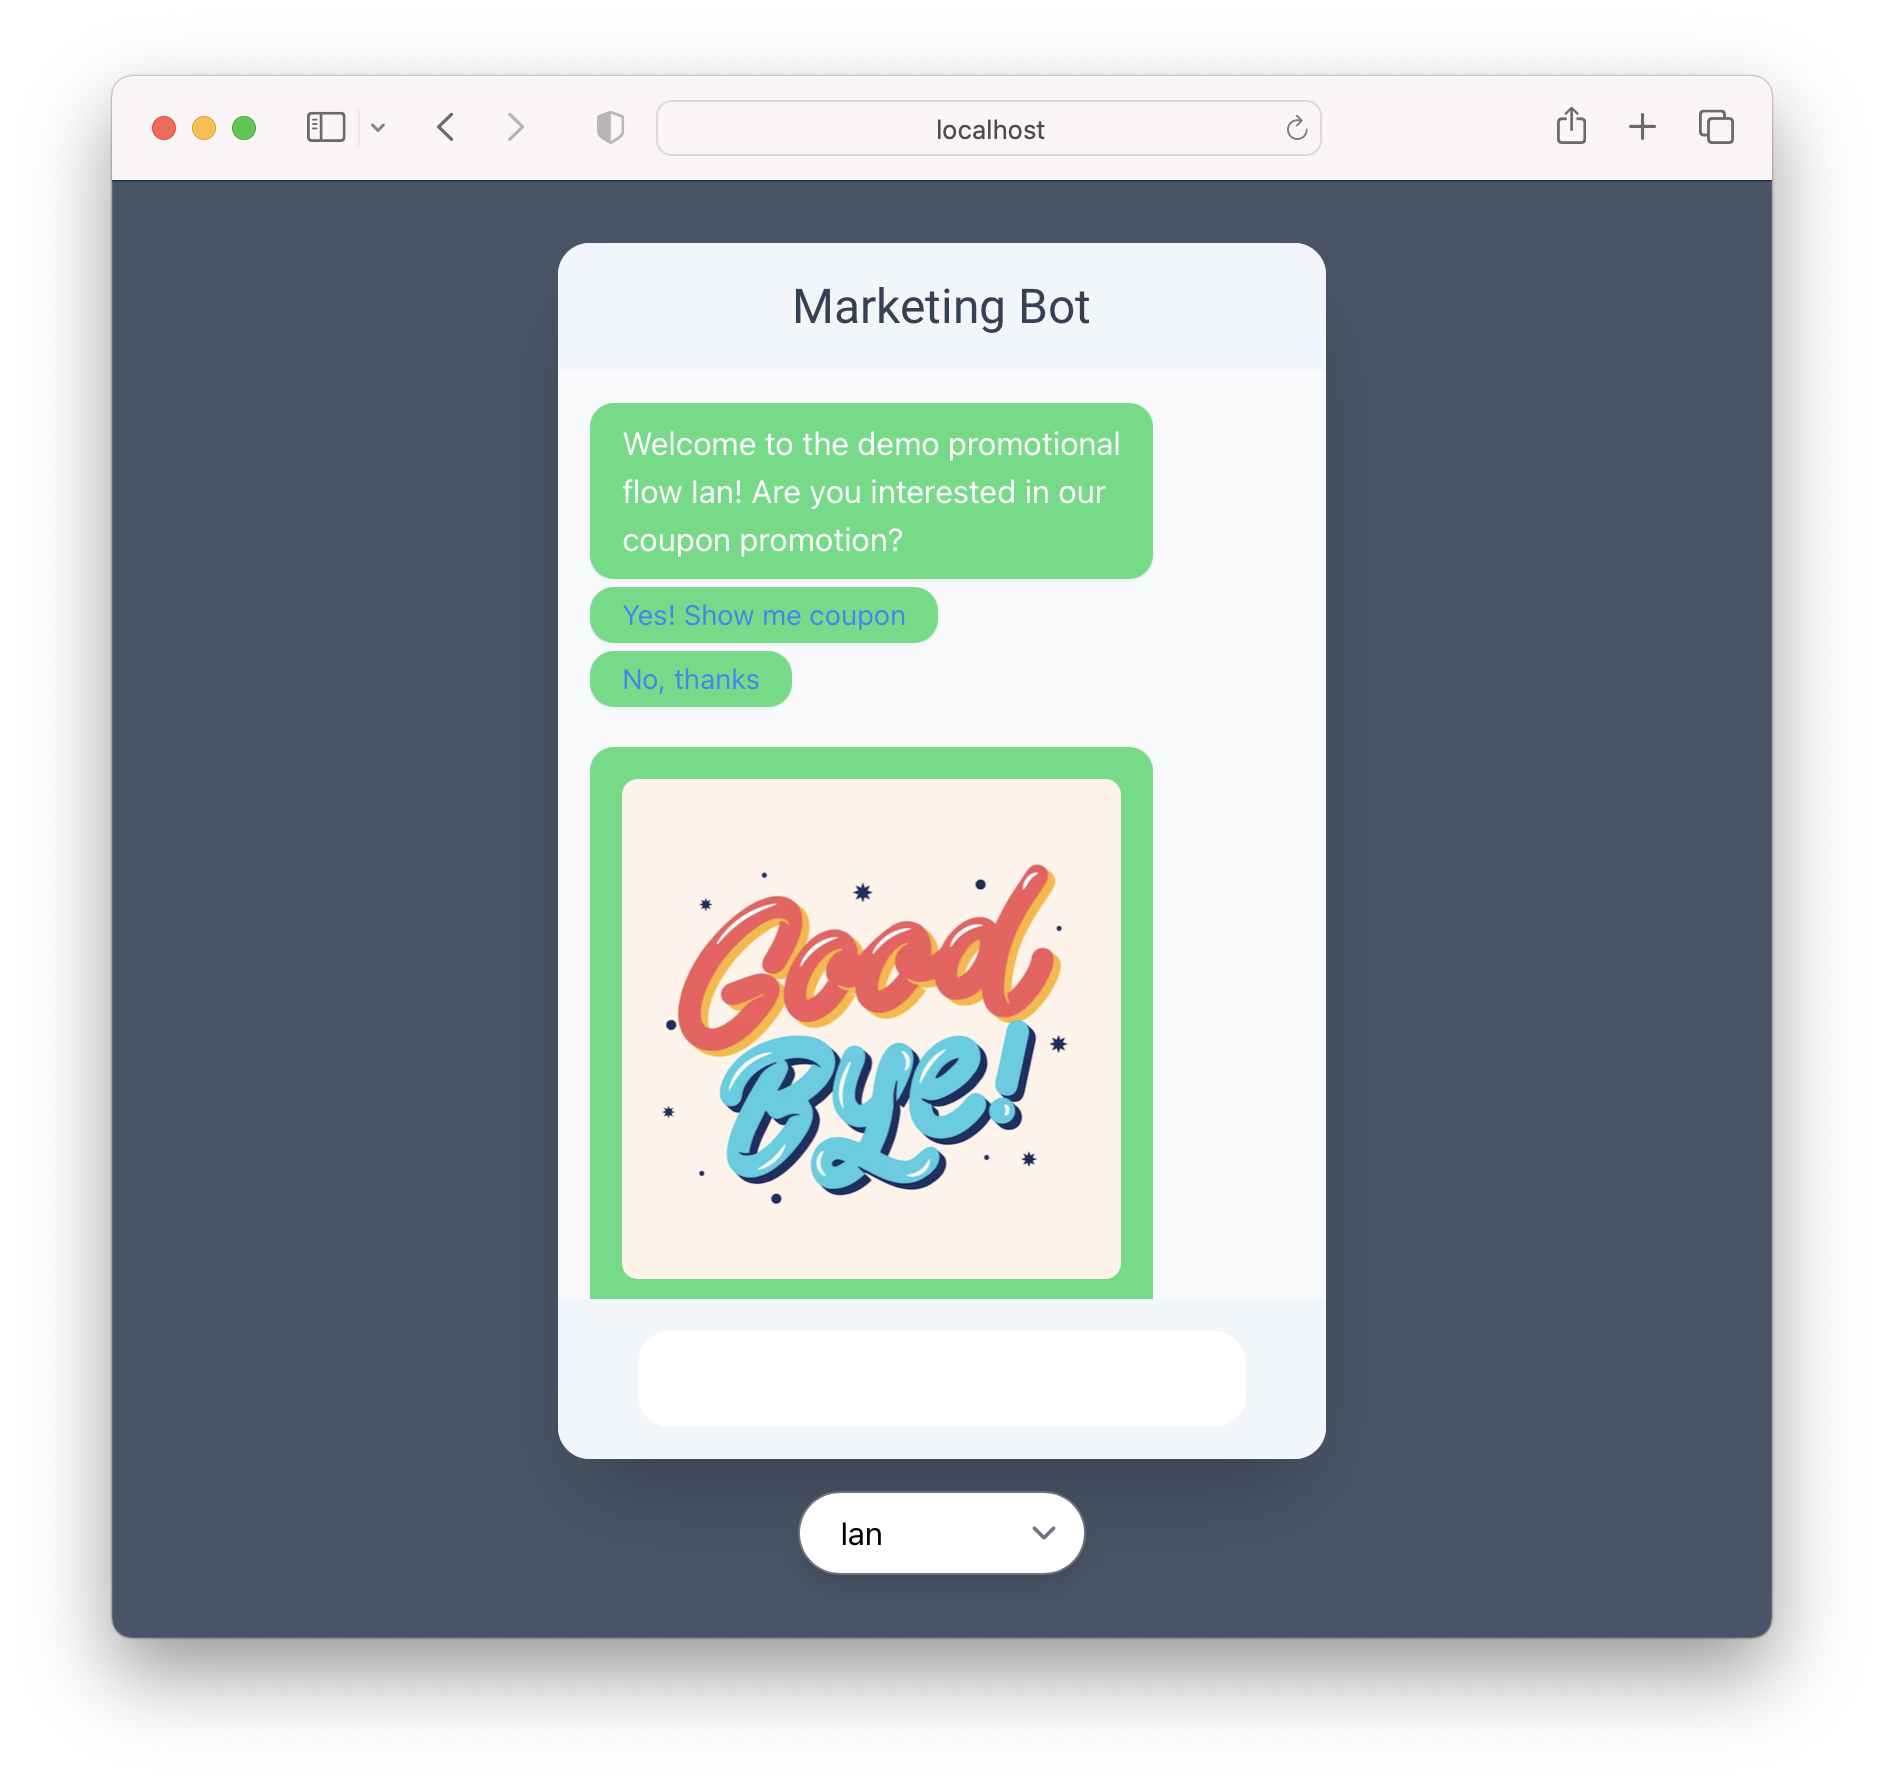 localhost
Marketing Bot
Welcome to the demo promotional
flow Ian! Are you interested in our
coupon promotion?
Yes! Show me coupon
No, thanks
Good
Bye!
Ian